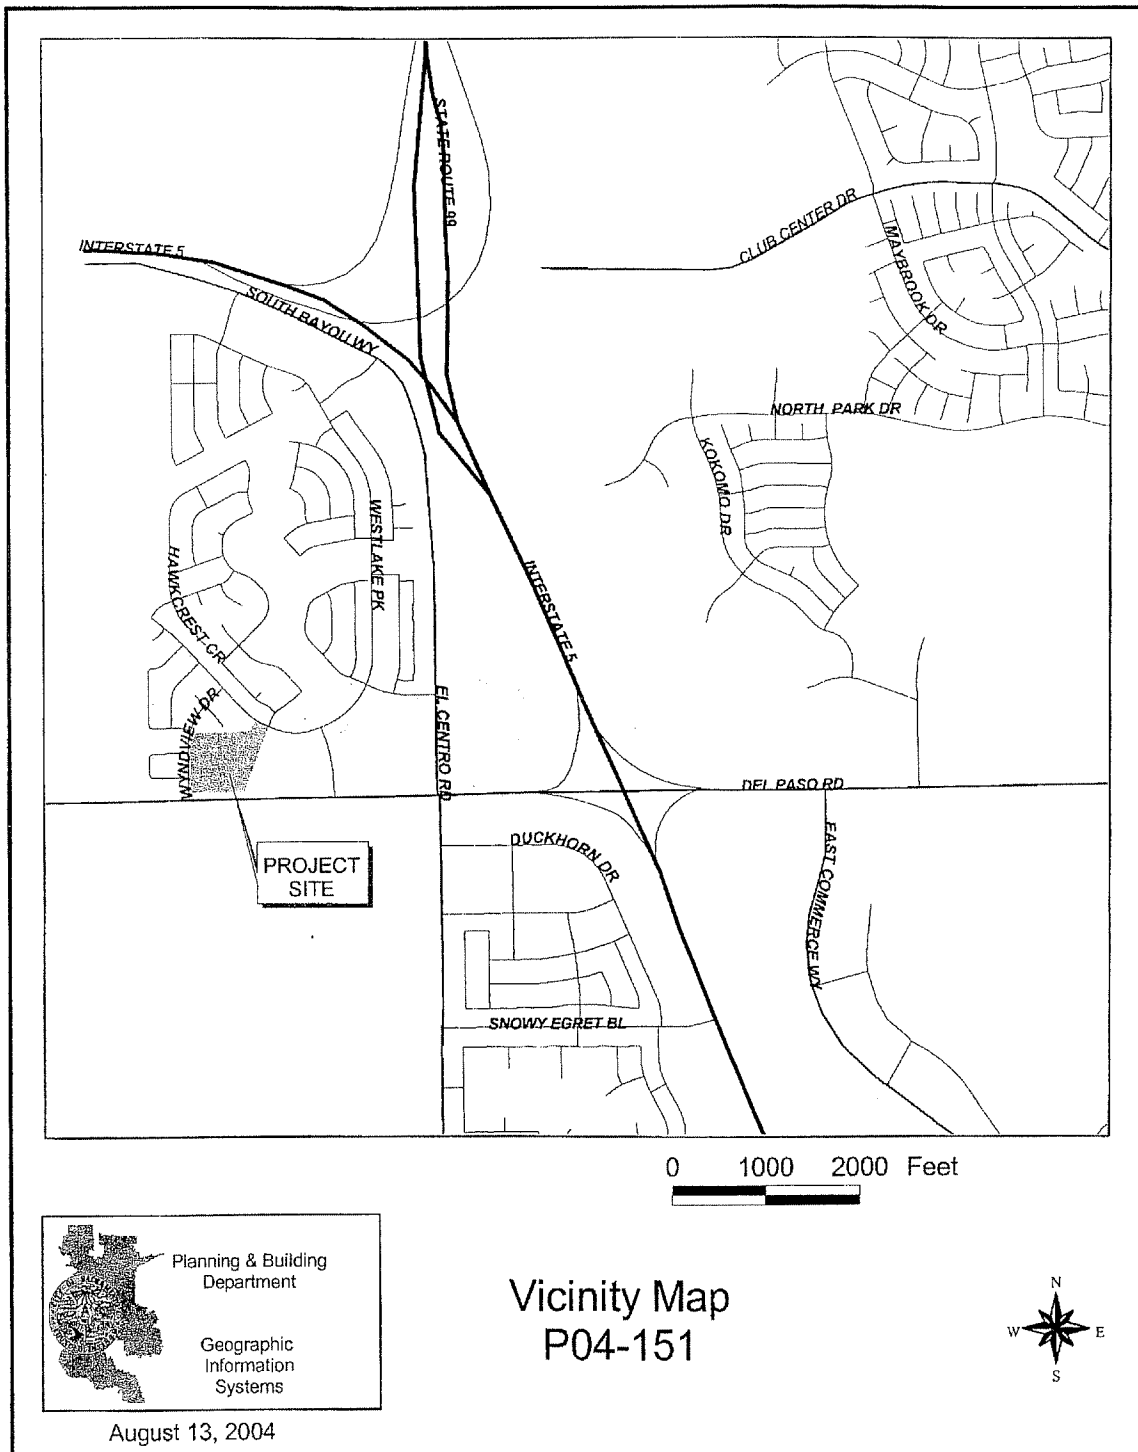 STATE ROUTE 99
INTERSTATE 5
SOUTH BAYOU WY
CLUB CENTER DR
MAYBROOK DR
NORTH PARK DR
KOKOMO DR
WESTLAKE PK
HAWKCREST CR
INTERSTATE 5
WYNDVIEW DR
EL CENTRO RD
DEL PASO RD
DUCKHORN DR
EAST COMMERCE WY
PROJECT
SITE
SNOWY EGRET BL
0 1000 2000 Feet
Planning & Building
Department
Geographic
Information
Systems
Vicinity Map
P04-151
N
W E
S
August 13, 2004